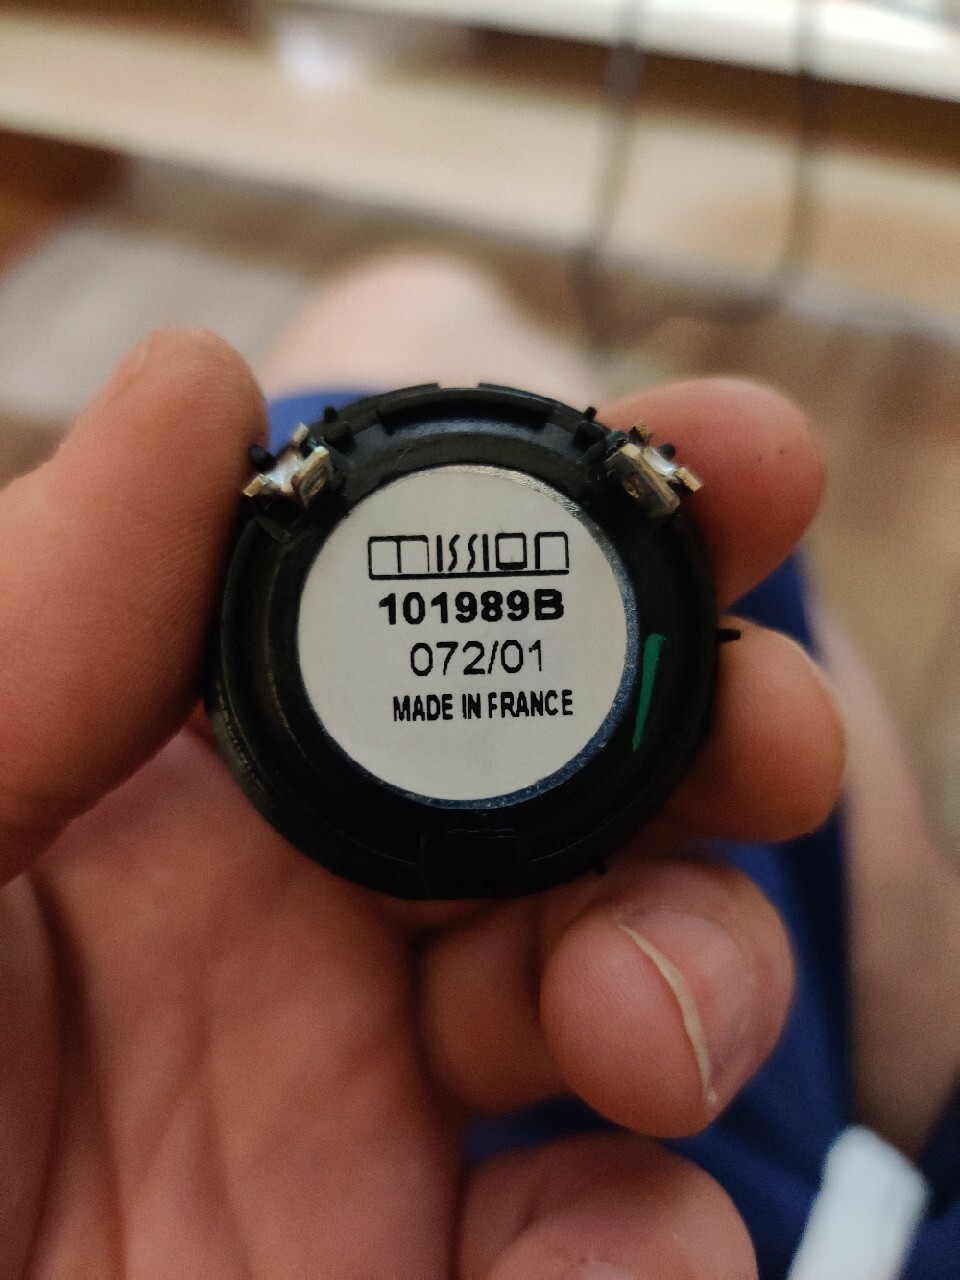 mission
101989B
072/01
MADE IN FRANCE